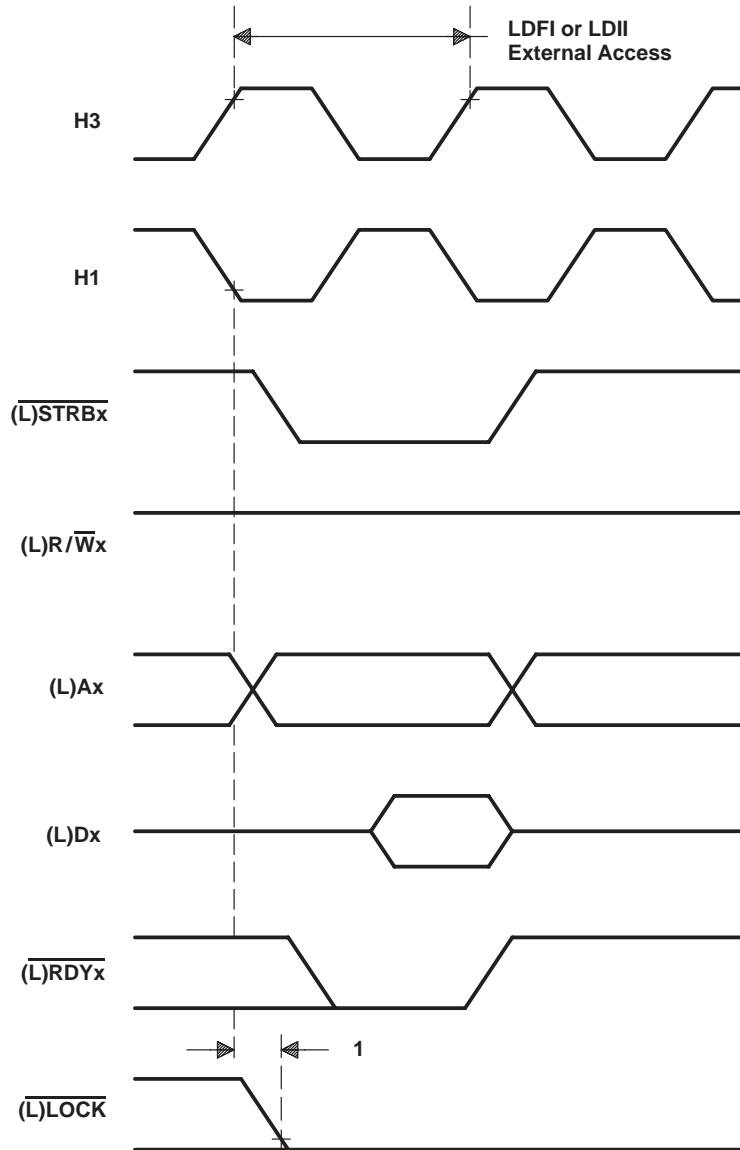 LDFI or LDII
External Access
H3
H1
(L)STRBx
(L)R/Wx
(L)Ax
(L)Dx
(L)RDYx
1
(L)LOCK